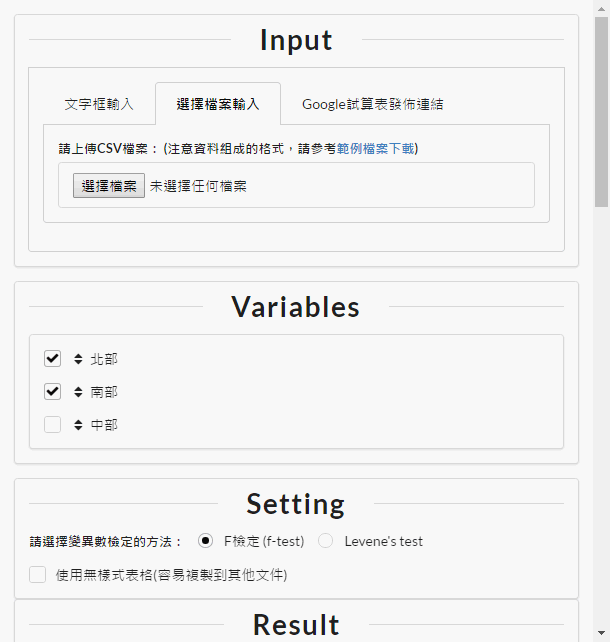 Input
文字框輸入 選擇檔案輸入 Google試算表發佈連結
請上傳CSV檔案： (注意資料組成的格式，請參考範例檔案下載)
選擇檔案 未選擇任何檔案
Variables
北部
南部
中部
Setting
請選擇變異數檢定的方法： F檢定 (f-test) Levene's test
使用無樣式表格(容易複製到其他文件)
Result